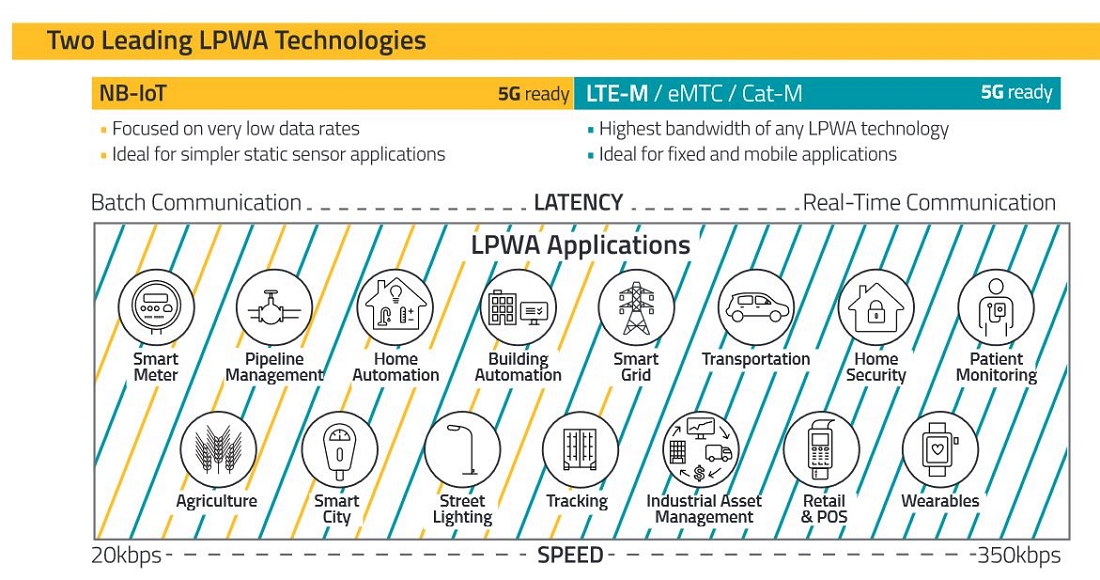 Two Leading LPWA Technologies
NB-IoT 5G ready
LTE-M / eMTC / Cat-M 5G ready
Focused on very low data rates
Ideal for simpler static sensor applications
Highest bandwidth of any LPWA technology
Ideal for fixed and mobile applications
Batch Communication LATENCY Real-Time Communication
LPWA Applications
Smart
Meter
Pipeline
Management
Home
Automation
Building
Automation
Smart
Grid
Transportation
Home
Security
Patient
Monitoring
Agriculture
Smart
City
Street
Lighting
Tracking
Industrial Asset
Management
Retail
& POS
Wearables
20kbps SPEED 350kbps